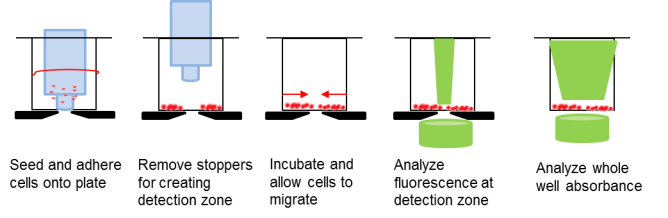 Seed and adhere
cells onto plate
Remove stoppers
for creating
detection zone
Incubate and
allow cells to
migrate
Analyze
fluorescence at
detection zone
Analyze whole
well absorbance